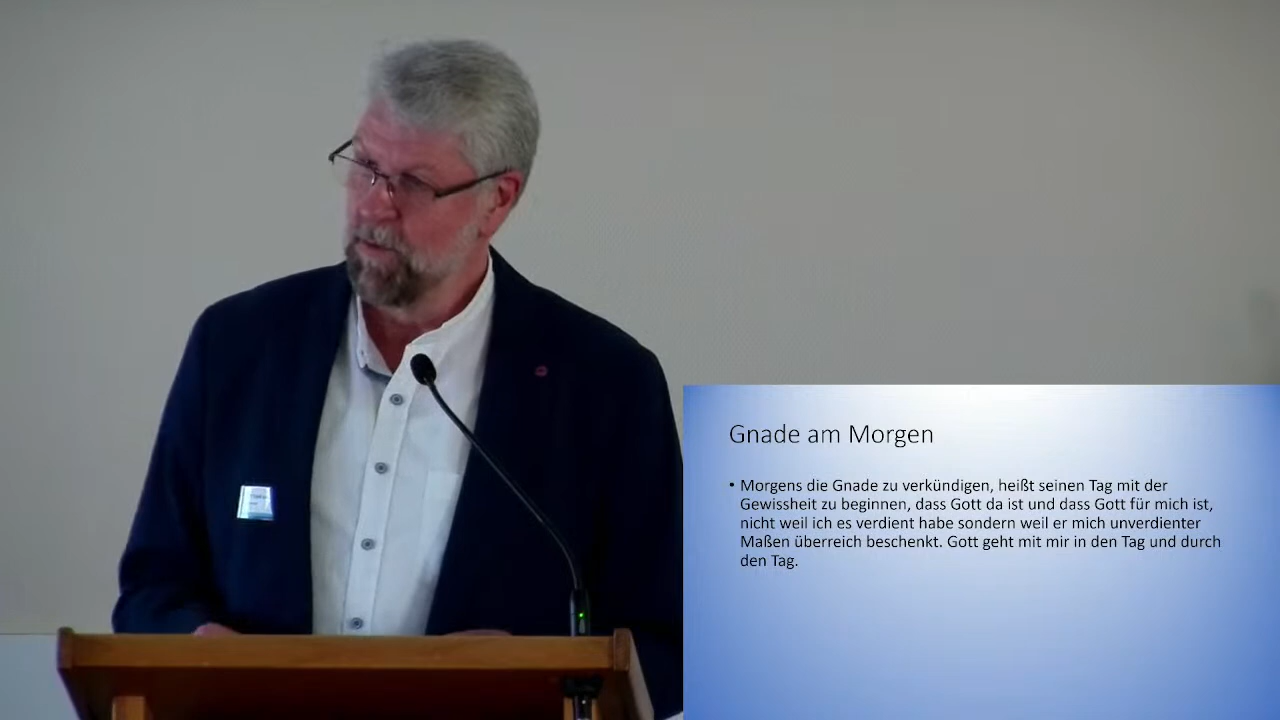 Gnade am Morgen
• Morgens die Gnade zu verkündigen, heißt seinen Tag mit der
Gewissheit zu beginnen, dass Gott da ist und dass Gott für mich ist,
nicht weil ich es verdient habe sondern weil er mich unverdienter
Maßen überreich beschenkt. Gott geht mit mir in den Tag und durch
den Tag.